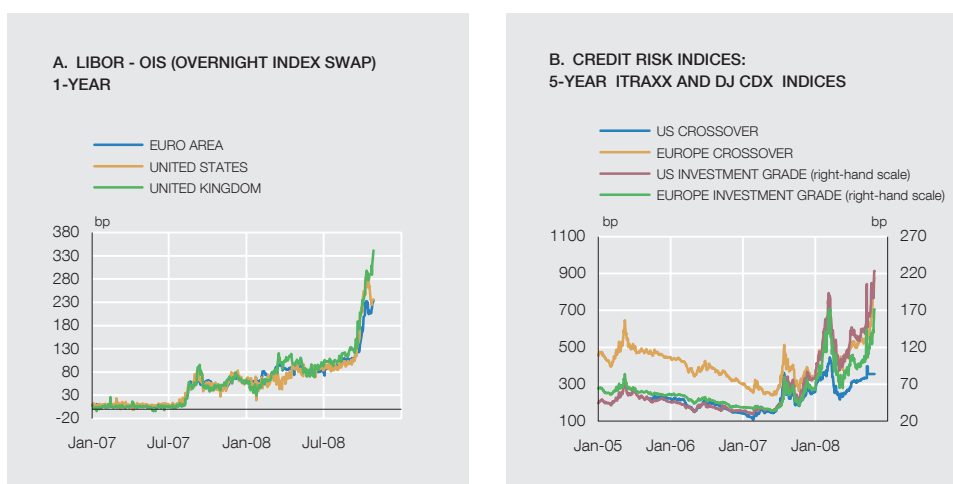 A. LIBOR - OIS (OVERNIGHT INDEX SWAP)
1-YEAR
EURO AREA
UNITED STATES
UNITED KINGDOM
bp
380
330
280
230
180
130
80
30
-20
Jan-07 Jul-07 Jan-08 Jul-08
B. CREDIT RISK INDICES:
5-YEAR ITRAXX AND DJ CDX INDICES
US CROSSOVER
EUROPE CROSSOVER
US INVESTMENT GRADE (right-hand scale)
EUROPE INVESTMENT GRADE (right-hand scale)
bp bp
1100 270
900 220
700 170
500 120
300 70
100 20
Jan-05 Jan-06 Jan-07 Jan-08